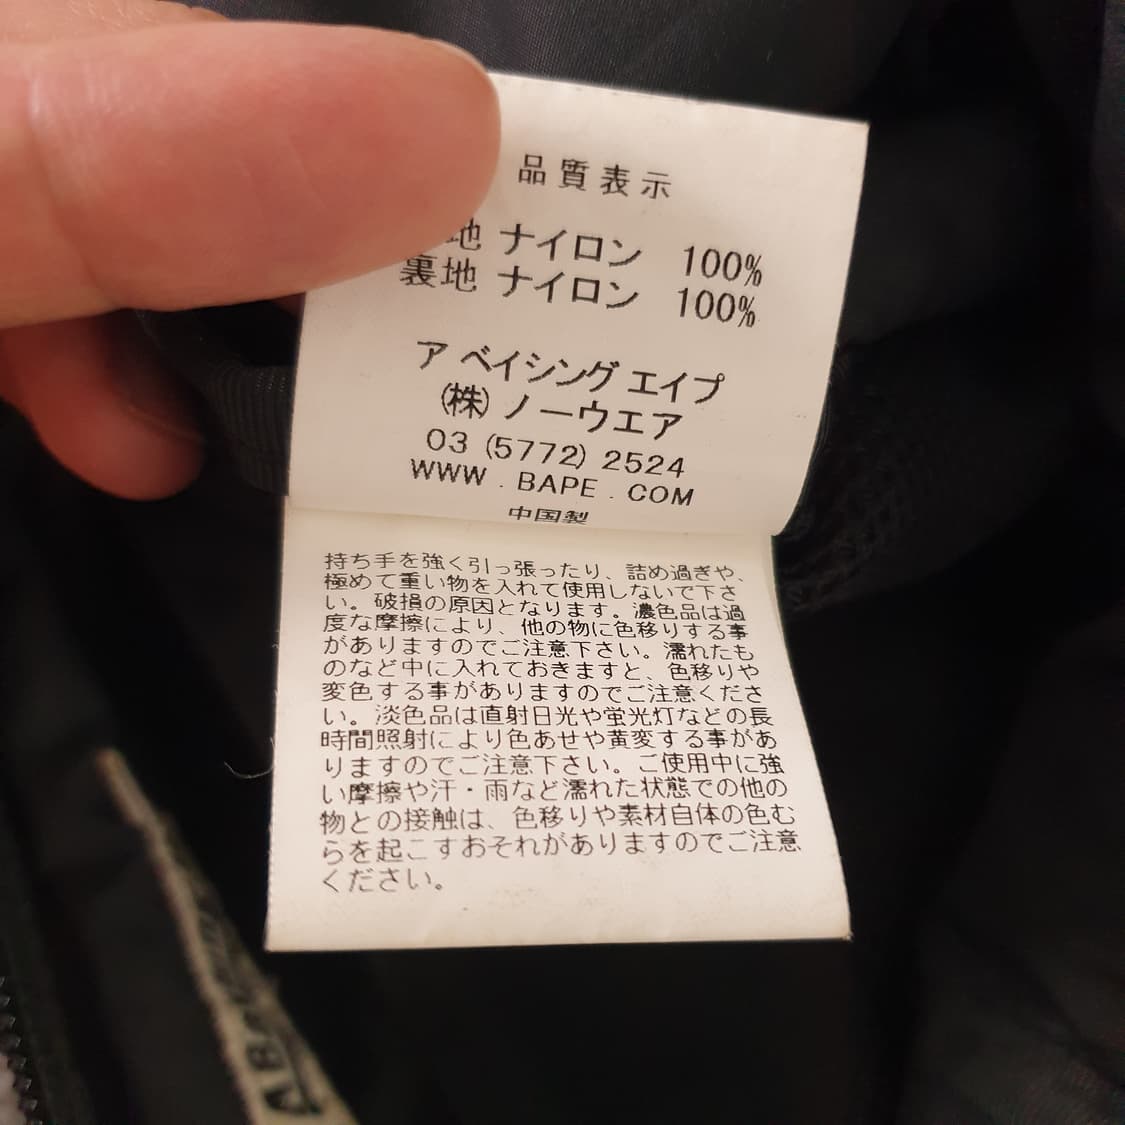 品質表示
地 ナイロン 100%
裏地 ナイロン 100%
ア ベイシング エイプ
(株) ノーウエア
03 (5772) 2524
WWW . BAPE . COM
中国製
持ち手を強く引っ張ったり、詰め過ぎや、
極めて重い物を入れて使用しないで下さ
い。破損の原因となります。濃色品は過
度な摩擦により、他の物に色移りする事
がありますのでご注意下さい。濡れたも
のなど中に入れておきますと、色移りや
変色する事がありますのでご注意くださ
い。淡色品は直射日光や蛍光灯などの長
時間照射により色あせや黄変する事があ
りますのでご注意下さい。ご使用中に強
い摩擦や汗・雨など濡れた状態での他の
物との接触は、色移りや素材自体の色む
らを起こすおそれがありますのでご注意
ください。